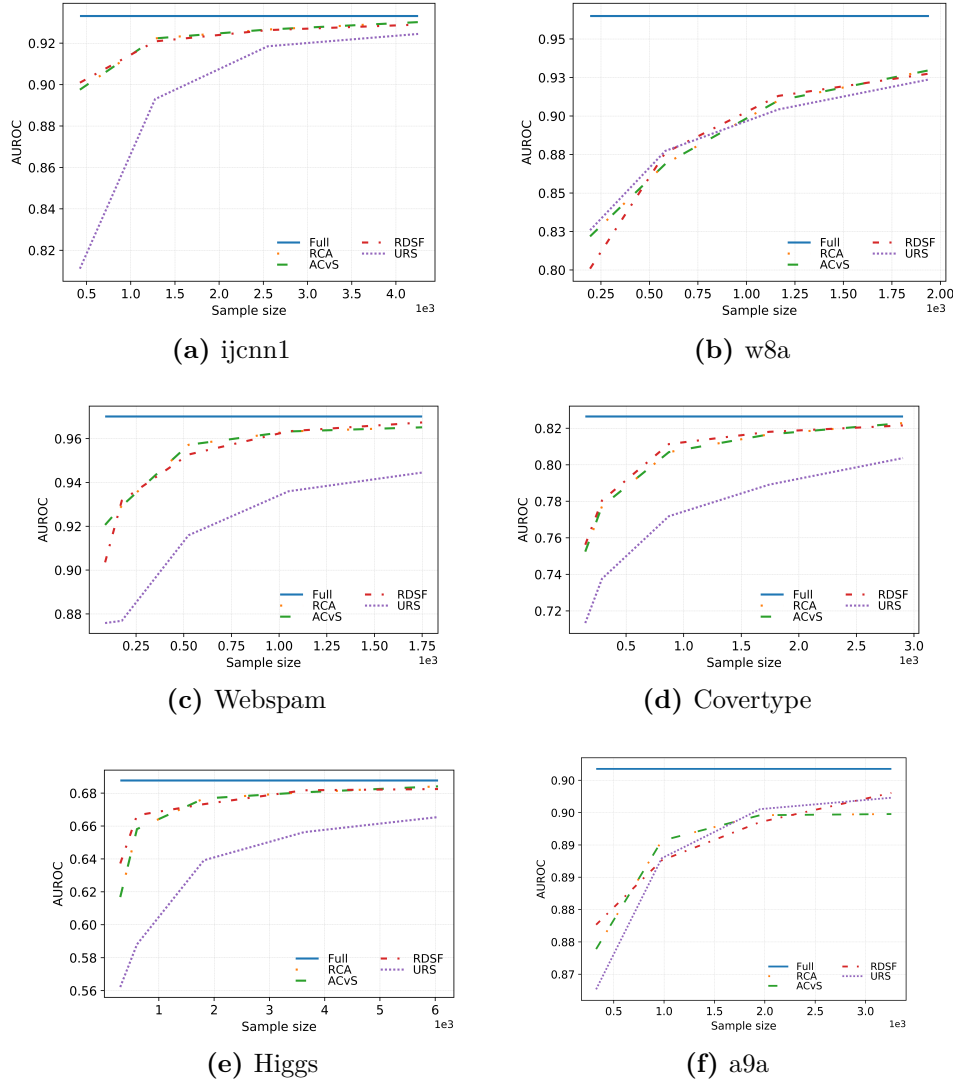 0.92
0.90
0.88
0.86
0.84
0.82
AUROC
0.5 1.0 1.5 2.0 2.5 3.0 3.5 4.0
Sample size
1e3
Full
RCA
ACvS
RDSF
URS
(a) ijcnn1
0.95
0.93
0.90
0.88
0.85
0.83
0.80
AUROC
0.25 0.50 0.75 1.00 1.25 1.50 1.75 2.00
Sample size
1e3
Full
RCA
ACvS
RDSF
URS
(b) w8a
0.96
0.94
0.92
0.90
0.88
AUROC
0.25 0.50 0.75 1.00 1.25 1.50 1.75
Sample size
1e3
Full
RCA
ACvS
RDSF
URS
(c) Webspam
0.82
0.80
0.78
0.76
0.74
0.72
AUROC
0.5 1.0 1.5 2.0 2.5 3.0
Sample size
1e3
Full
RCA
ACvS
RDSF
URS
(d) Covertype
0.68
0.66
0.64
0.62
0.60
0.58
0.56
AUROC
1 2 3 4 5 6
Sample size
1e3
Full
RCA
ACvS
RDSF
URS
(e) Higgs
0.90
0.90
0.89
0.89
0.88
0.88
0.87
AUROC
0.5 1.0 1.5 2.0 2.5 3.0
Sample size
1e3
Full
RCA
ACvS
RDSF
URS
(f) a9a